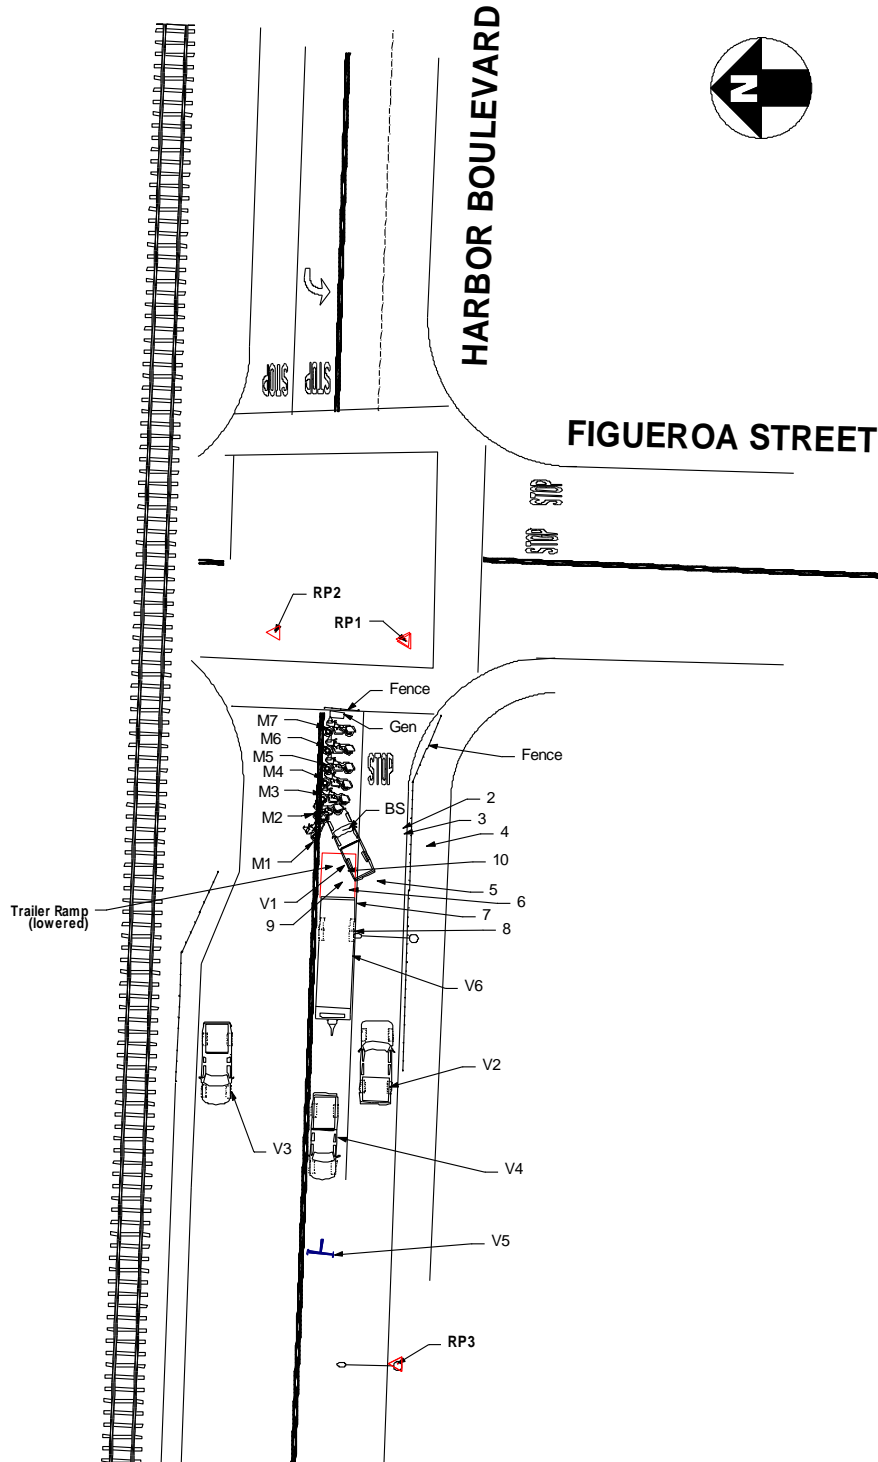 HARBOR BOULEVARD
N
STOP
STOP
FIGUEROA STREET
STOP
STOP
RP2
RP1
Fence
Gen
M7
M6
M5
M4
M3
M2
M1
STOP
Fence
BS
2
3
4
10
5
6
7
8
V1
9
Trailer Ramp
(lowered)
V6
V2
V3
V4
V5
RP3